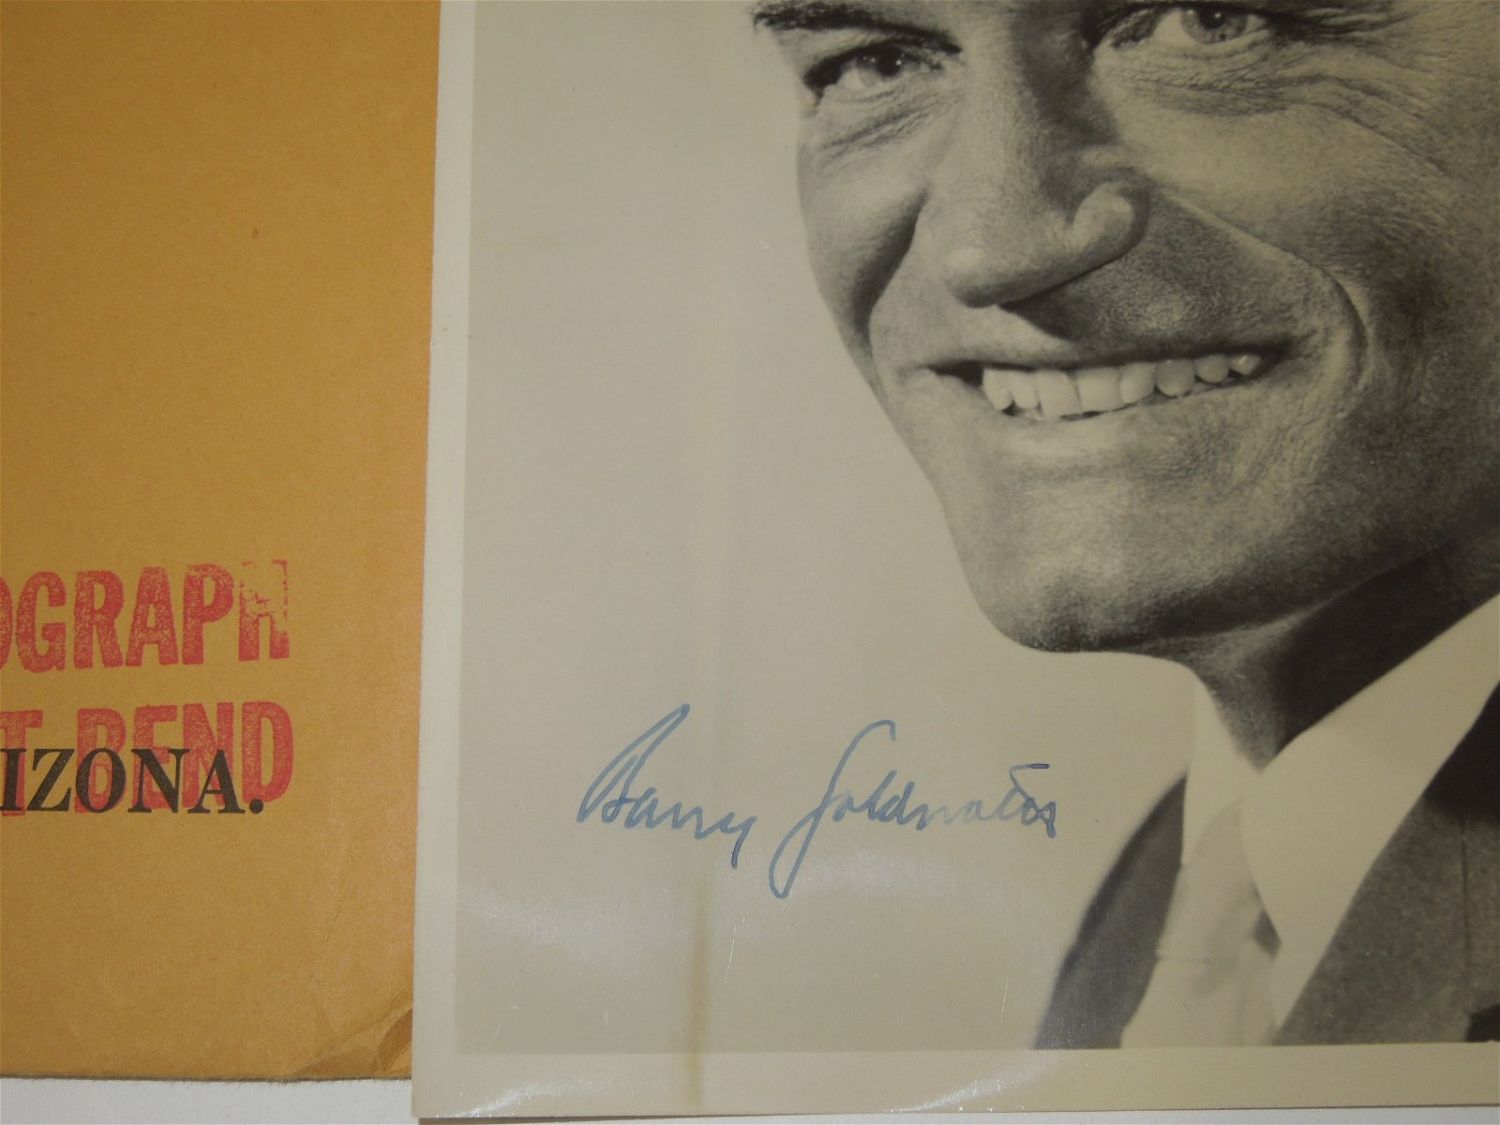 OGRAPH
T BEND
IZONA.
Barry Goldwater